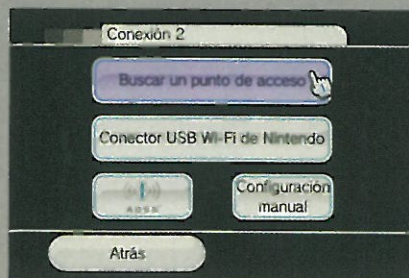 Conexión 2
Buscar un punto de acceso
Conector USB Wi-Fi de Nintendo
AOSS
Configuración
manual
Atrás